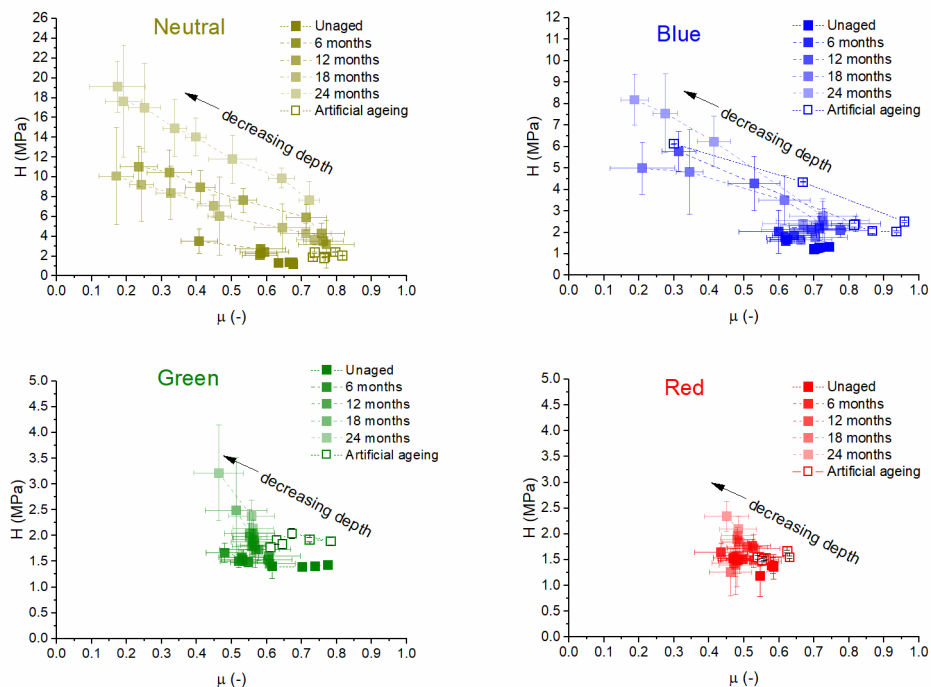 Neutral
Unaged
6 months
12 months
18 months
24 months
Artificial ageing
decreasing depth
H (MPa)
26
24
22
20
18
16
14
12
10
8
6
4
2
0
0.0 0.1 0.2 0.3 0.4 0.5 0.6 0.7 0.8 0.9 1.0
μ (-)
Blue
Unaged
6 months
12 months
18 months
24 months
Artificial ageing
decreasing depth
H (MPa)
12
11
10
9
8
7
6
5
4
3
2
1
0
0.0 0.1 0.2 0.3 0.4 0.5 0.6 0.7 0.8 0.9 1.0
μ (-)
Green
Unaged
6 months
12 months
18 months
24 months
Artificial ageing
decreasing depth
H (MPa)
5.0
4.5
4.0
3.5
3.0
2.5
2.0
1.5
1.0
0.5
0.0
0.0 0.1 0.2 0.3 0.4 0.5 0.6 0.7 0.8 0.9 1.0
μ (-)
Red
Unaged
6 months
12 months
18 months
24 months
Artificial ageing
decreasing depth
H (MPa)
5.0
4.5
4.0
3.5
3.0
2.5
2.0
1.5
1.0
0.5
0.0
0.0 0.1 0.2 0.3 0.4 0.5 0.6 0.7 0.8 0.9 1.0
μ (-)